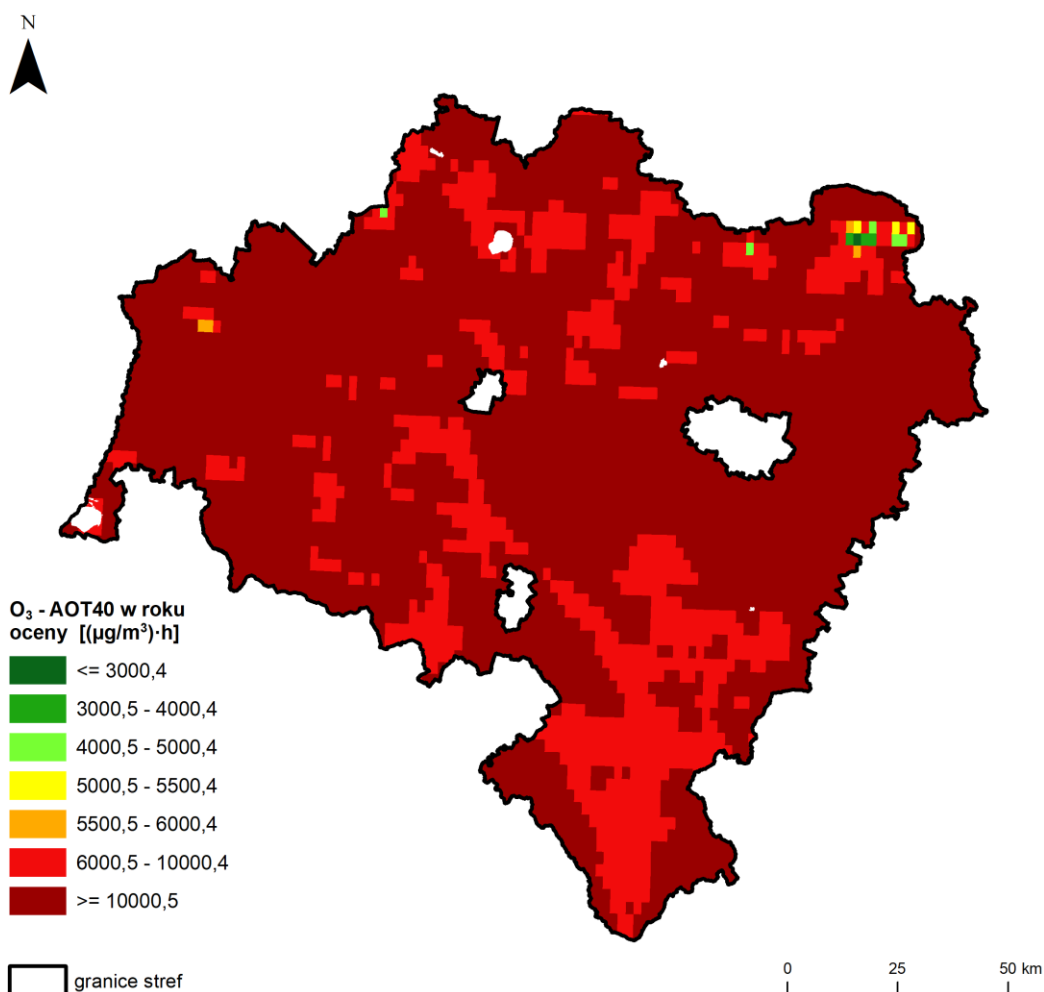 N
O₃ - AOT40 w roku
oceny [(µg/m³)·h]
<= 3000,4
3000,5 - 4000,4
4000,5 - 5000,4
5000,5 - 5500,4
5500,5 - 6000,4
6000,5 - 10000,4
>= 10000,5
granice stref
0 25 50 km